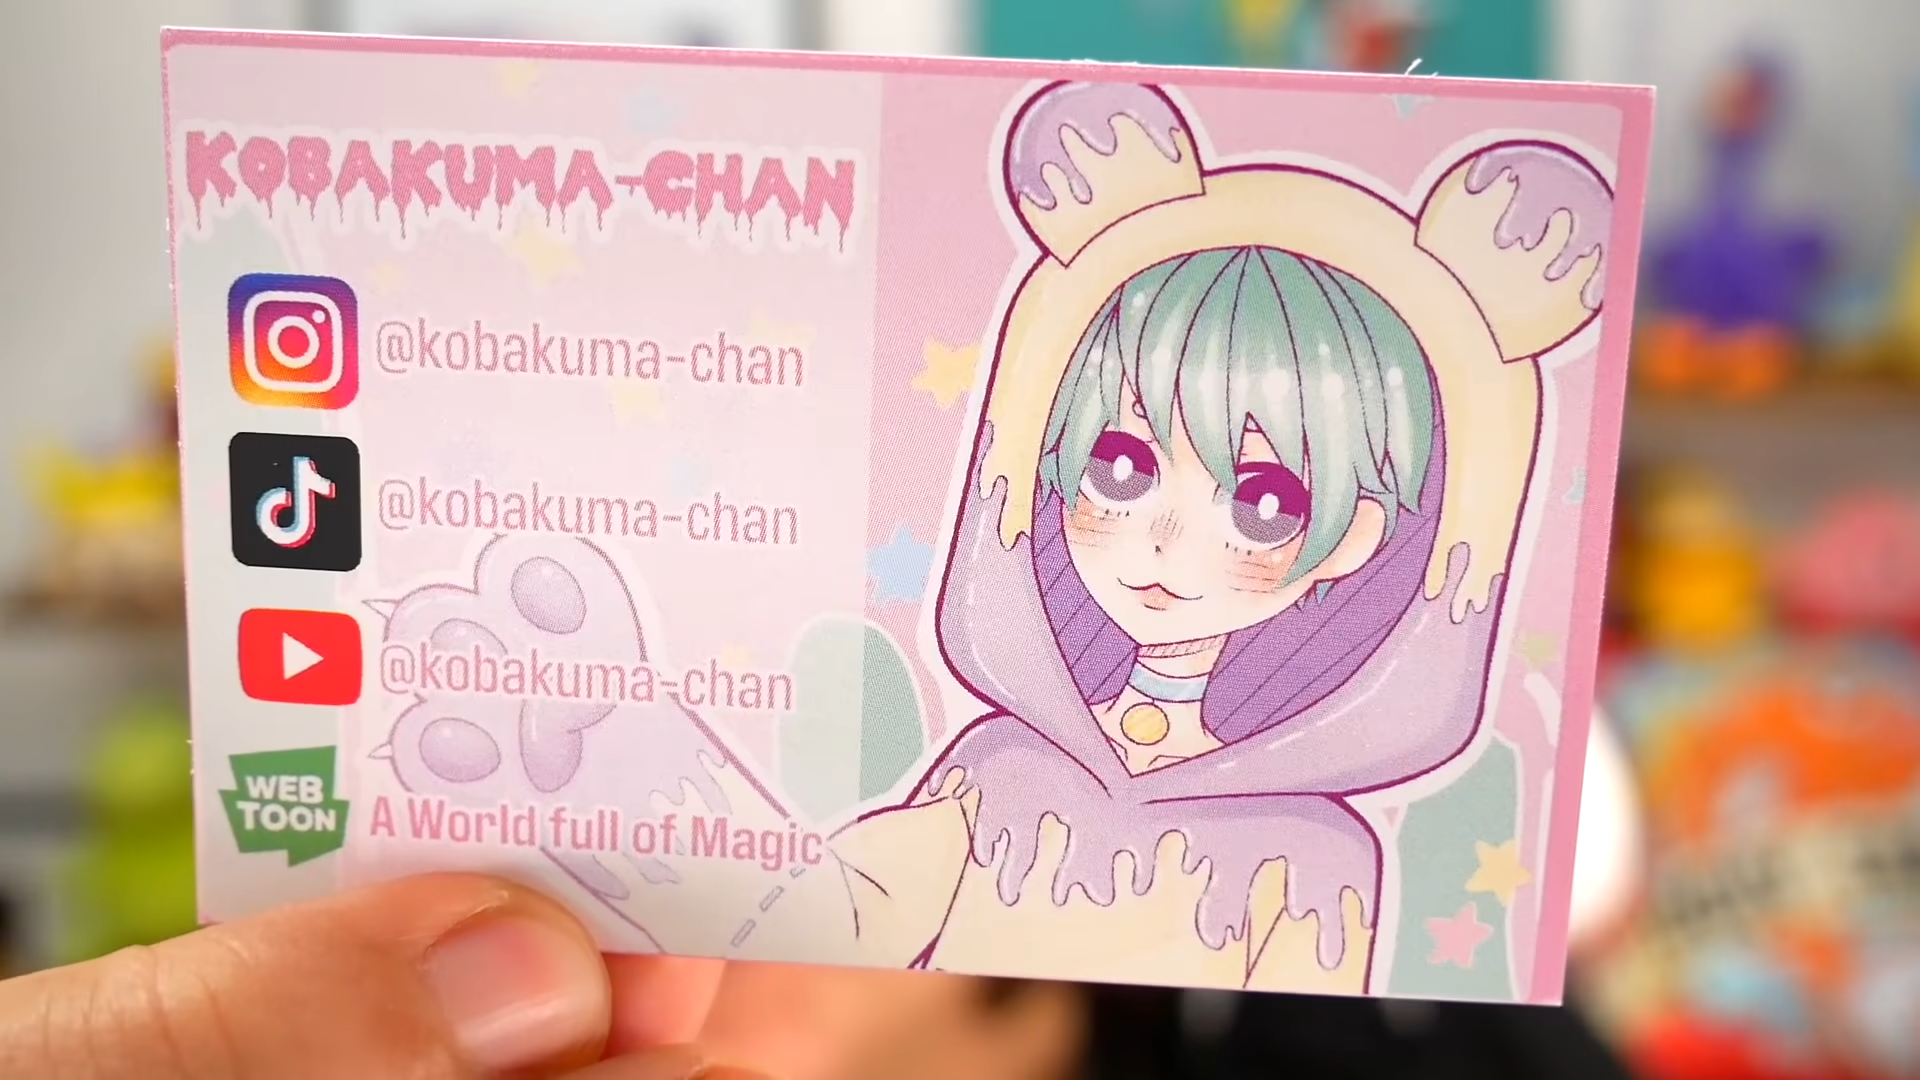 KOBAKUMA-CHAN
@kobakuma-chan
@kobakuma-chan
@kobakuma-chan
WEB
TOON
A World full of Magic